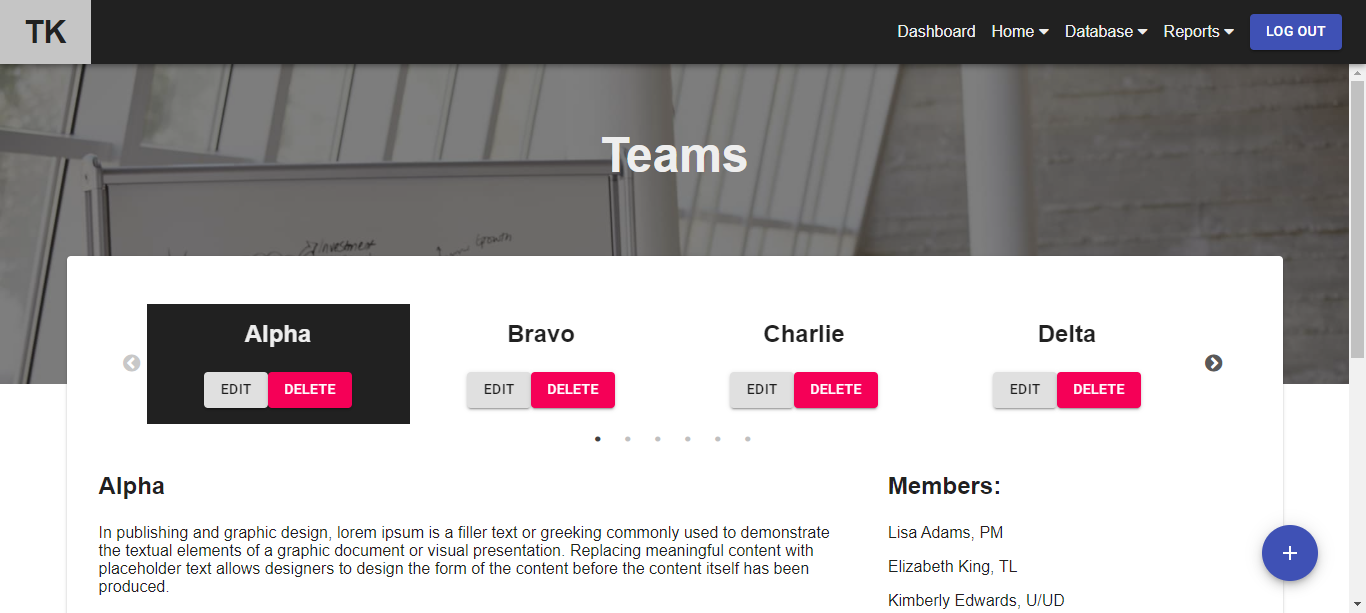 TK
Dashboard Home Database Reports LOG OUT
Teams
Investment
Growth
Alpha Bravo Charlie Delta
EDIT DELETE EDIT DELETE EDIT DELETE EDIT DELETE
Alpha
In publishing and graphic design, lorem ipsum is a filler text or greeking commonly used to demonstrate
the textual elements of a graphic document or visual presentation. Replacing meaningful content with
placeholder text allows designers to design the form of the content before the content itself has been
produced.
Members:
Lisa Adams, PM
Elizabeth King, TL
Kimberly Edwards, U/UD
+